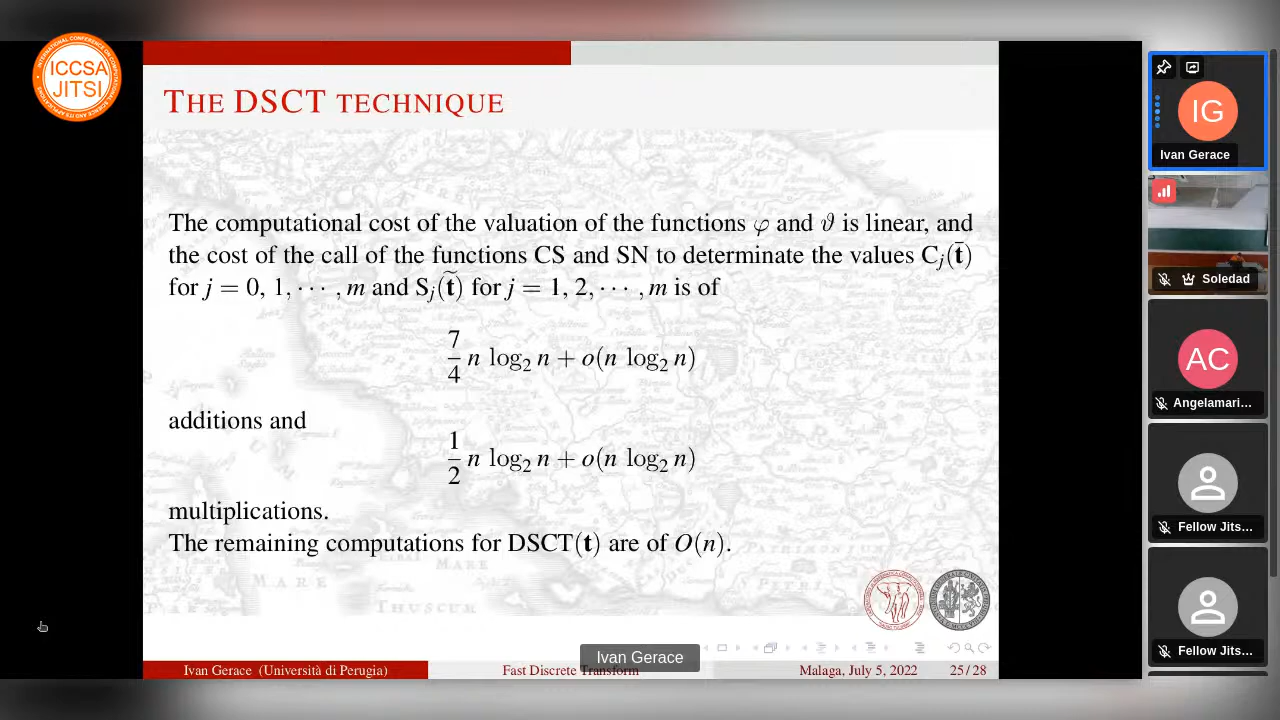 ICCSA
JITSI
THE DSCT TECHNIQUE
The computational cost of the valuation of the functions φ and ϑ is linear, and
the cost of the call of the functions CS and SN to determinate the values C_j(t̄)
for j = 0, 1, ⋯ , m and S_j(t̃) for j = 1, 2, ⋯ , m is of
7/4 n log₂ n + o(n log₂ n)
additions and
1/2 n log₂ n + o(n log₂ n)
multiplications.
The remaining computations for DSCT(t) are of O(n).
Ivan Gerace (Università di Perugia)
Fast Discrete Transform
Malaga, July 5, 2022
25 / 28
Ivan Gerace
IG
Ivan Gerace
Soledad
AC
Angelamari...
Fellow Jits...
Fellow Jits...